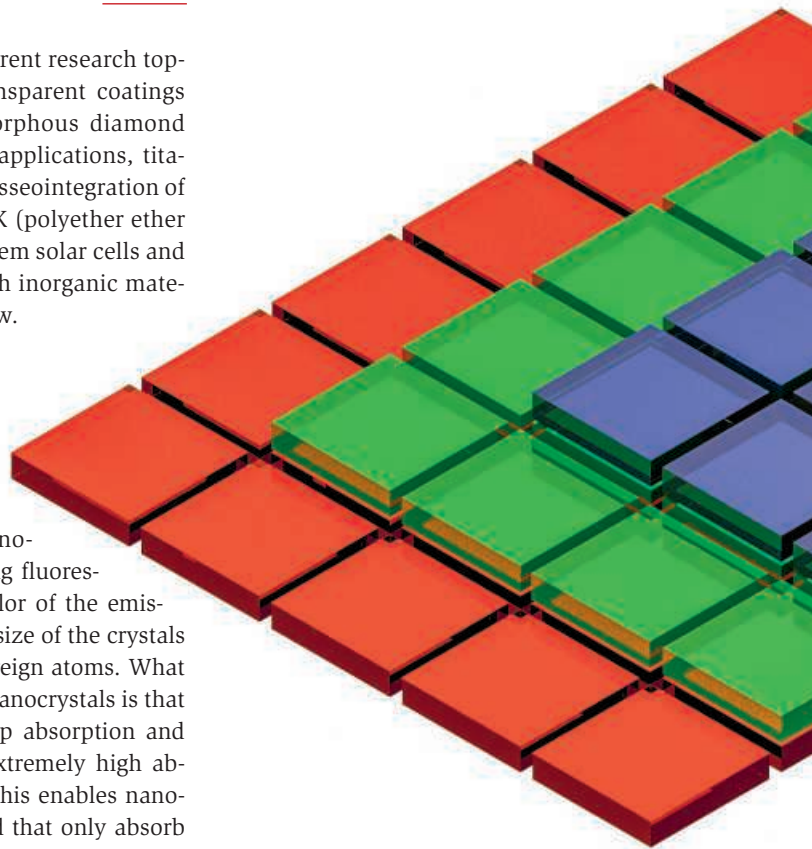 rent research top-
nsparent coatings
orphous diamond
applications, tita-
sseointegration of
K (polyether ether
em solar cells and
h inorganic mate-
w.
no-
g fluores-
lor of the emis-
size of the crystals
eign atoms. What
anocrystals is that
p absorption and
xtremely high ab-
his enables nano-
l that only absorb